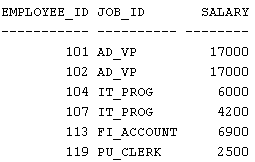 EMPLOYEE_ID JOB_ID SALARY
----------- ---------- --------
101 AD_VP 17000
102 AD_VP 17000
104 IT_PROG 6000
107 IT_PROG 4200
113 FI_ACCOUNT 6900
119 PU_CLERK 2500